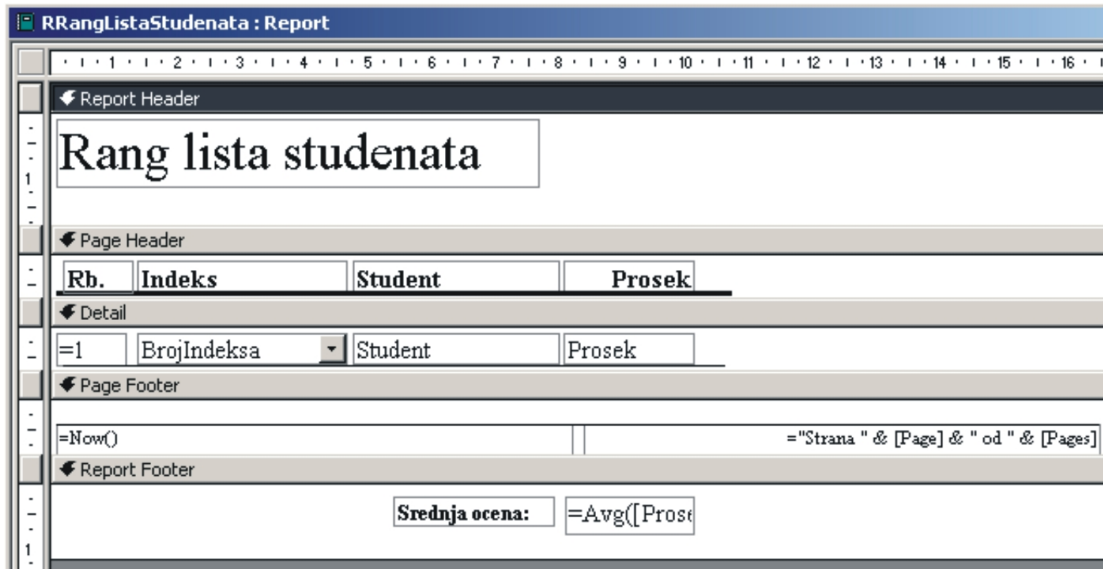 RRangListaStudenata : Report
1 2 3 4 5 6 7 8 9 10 11 12 13 14 15 16
Report Header
Rang lista studenata
1
Page Header
Rb. Indeks Student Prosek
Detail
=1 BrojIndeksa Student Prosek
Page Footer
=Now() ="Strana " & [Page] & " od " & [Pages]
Report Footer
Srednja ocena: =Avg([Prose
1